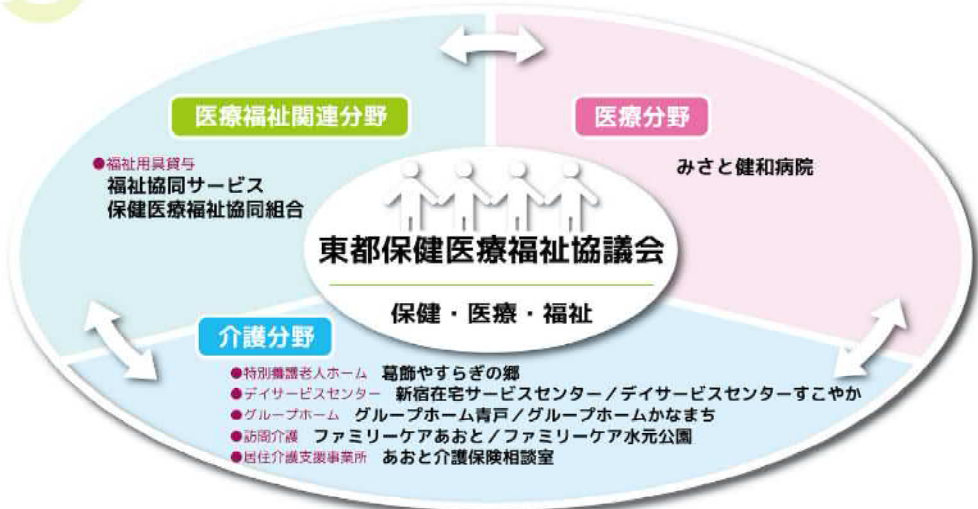 医療福祉関連分野
●福祉用具貸与
福祉協同サービス
保健医療福祉協同組合
医療分野
みさと健和病院
東都保健医療福祉協議会
保健・医療・福祉
介護分野
●特別養護老人ホーム 葛飾やすらぎの郷
●デイサービスセンター 新宿在宅サービスセンター/デイサービスセンターすこやか
●グループホーム グループホーム青戸/グループホームかなまち
●訪問介護 ファミリーケアあおと/ファミリーケア水元公園
●居住介護支援事業所 あおと介護保険相談室